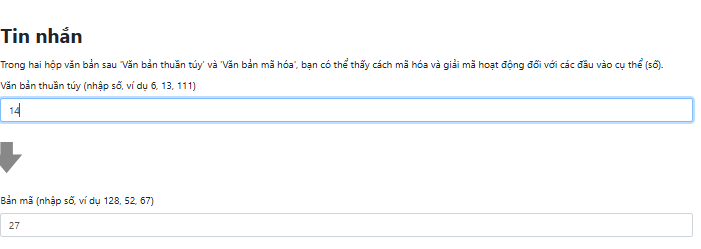 Tin nhắn
Trong hai hộp văn bản sau 'Văn bản thuần túy' và 'Văn bản mã hóa', bạn có thể thấy cách mã hóa và giải mã hoạt động đối với các đầu vào cụ thể (số).
Văn bản thuần túy (nhập số, ví dụ 6, 13, 111)
14
Bản mã (nhập số, ví dụ 128, 52, 67)
27